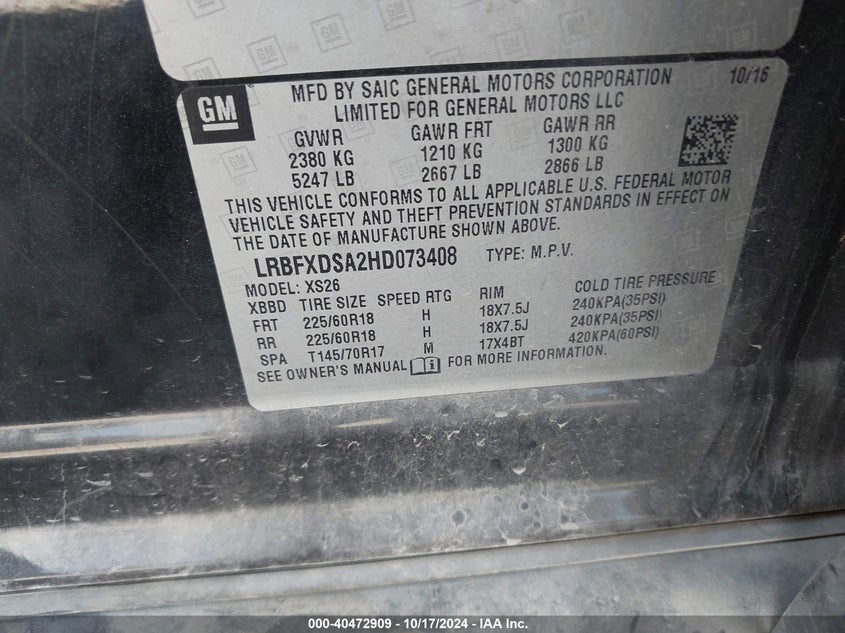 GM
MFD BY SAIC GENERAL MOTORS CORPORATION 10/16
LIMITED FOR GENERAL MOTORS LLC
GVWR GAWR FRT GAWR RR
2380 KG 1210 KG 1300 KG
5247 LB 2667 LB 2866 LB
THIS VEHICLE CONFORMS TO ALL APPLICABLE U.S. FEDERAL MOTOR
VEHICLE SAFETY AND THEFT PREVENTION STANDARDS IN EFFECT ON
THE DATE OF MANUFACTURE SHOWN ABOVE.
LRBFXDSA2HD073408 TYPE: M.P.V.
MODEL: XS26
XBBD TIRE SIZE SPEED RTG RIM COLD TIRE PRESSURE
FRT 225/60R18 H 18X7.5J 240KPA(35PSI)
RR 225/60R18 H 18X7.5J 240KPA(35PSI)
SPA T145/70R17 M 17X4BT 420KPA(60PSI)
SEE OWNER'S MANUAL FOR MORE INFORMATION.
000-40472909 - 10/17/2024 - IAA Inc.